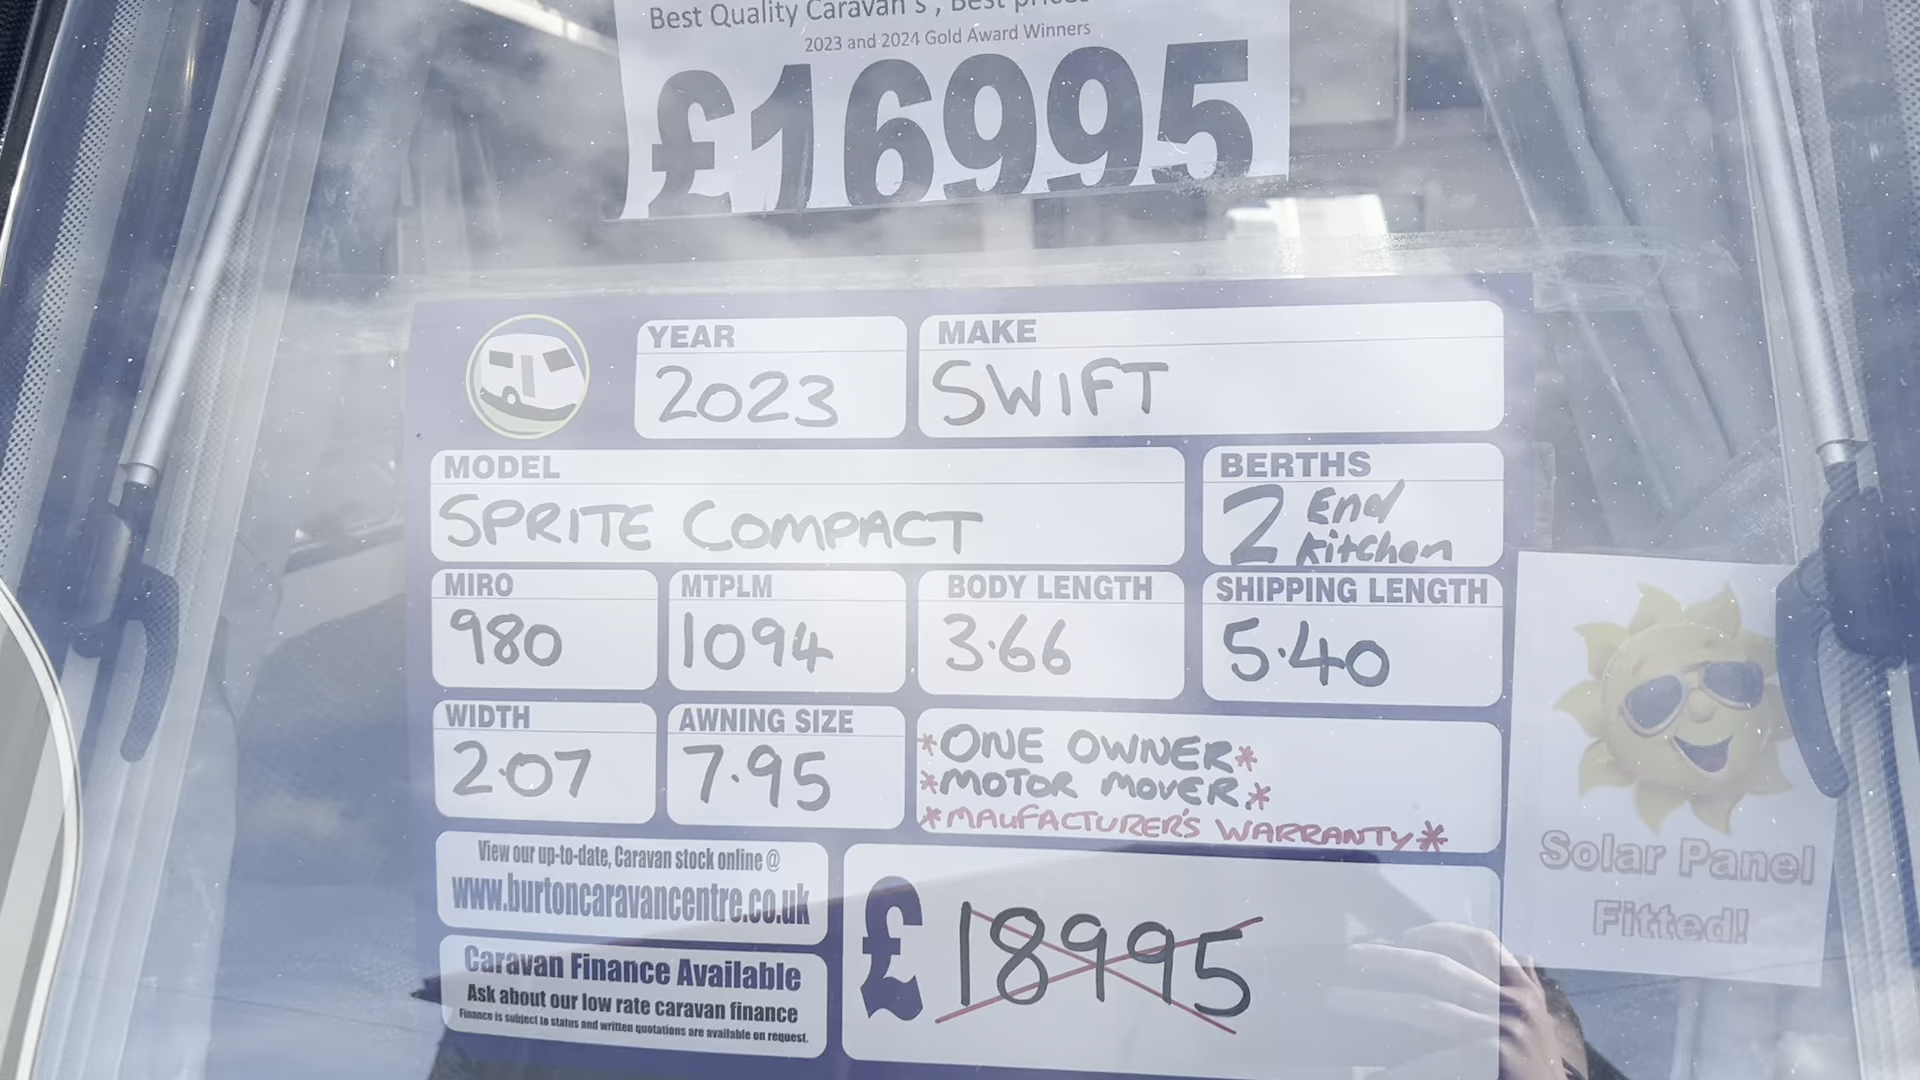 Best Quality Caravan's , Best prices
2023 and 2024 Gold Award Winners
£16995
YEAR
2023
MAKE
SWIFT
MODEL
SPRITE COMPACT
BERTHS
2 End
Kitchen
MIRO
980
MTPLM
1094
BODY LENGTH
3.66
SHIPPING LENGTH
5.40
WIDTH
2.07
AWNING SIZE
7.95
*ONE OWNER*
*MOTOR MOVER*
*MAUFACTURER'S WARRANTY*
View our up-to-date, Caravan stock online @
www.burtoncaravancentre.co.uk
Caravan Finance Available
Ask about our low rate caravan finance
Finance is subject to status and written quotations are available on request.
£ 18995
Solar Panel
Fitted!